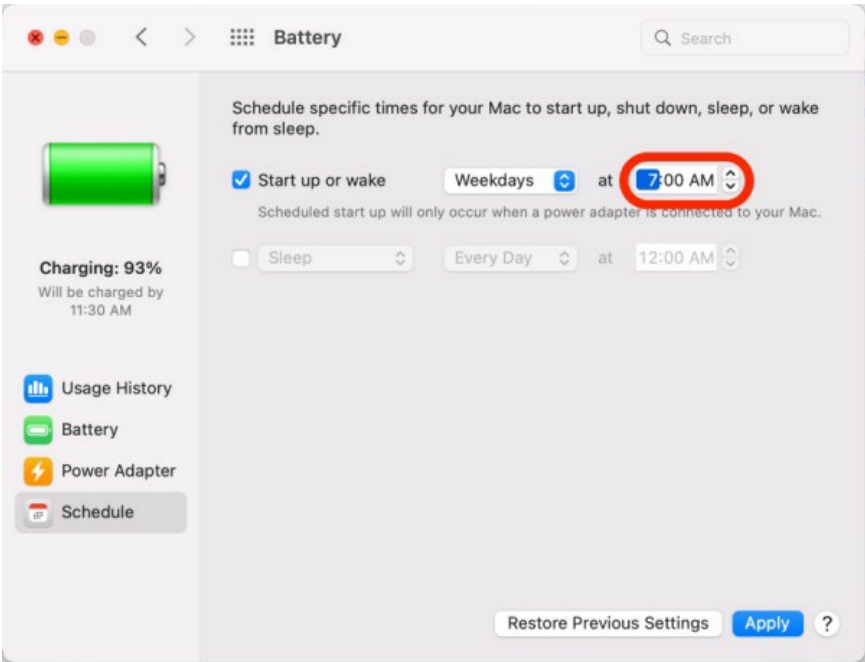 Battery
Search
Schedule specific times for your Mac to start up, shut down, sleep, or wake
from sleep.
Start up or wake Weekdays at 7:00 AM
Scheduled start up will only occur when a power adapter is connected to your Mac.
Sleep Every Day at 12:00 AM
Charging: 93%
Will be charged by
11:30 AM
Usage History
Battery
Power Adapter
Schedule
Restore Previous Settings Apply ?